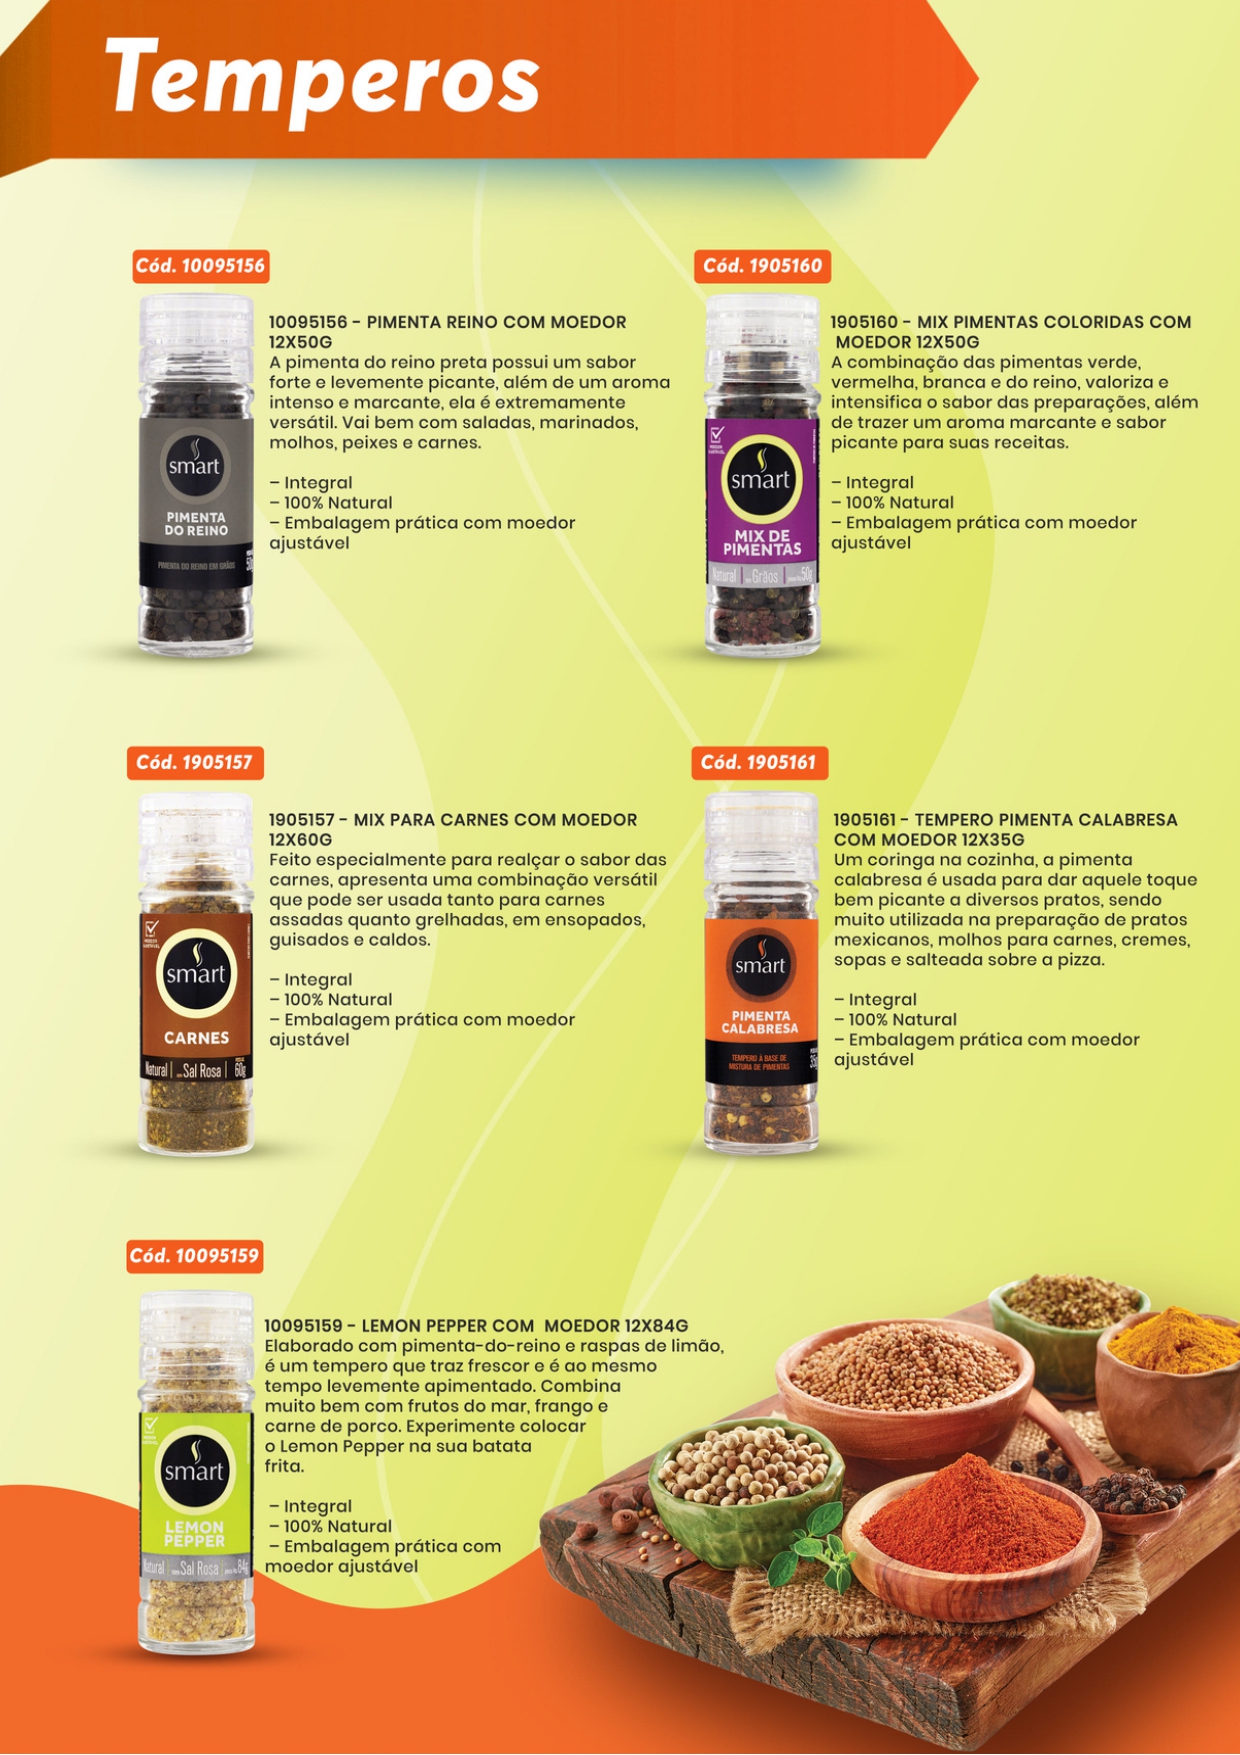 Temperos
Cód. 10095156
10095156 - PIMENTA REINO COM MOEDOR
12X50G
A pimenta do reino preta possui um sabor
forte e levemente picante, além de um aroma
intenso e marcante, ela é extremamente
versátil. Vai bem com saladas, marinados,
molhos, peixes e carnes.
– Integral
– 100% Natural
– Embalagem prática com moedor
ajustável
smart
PIMENTA
DO REINO
PIMENTA DO REINO EM GRÃOS
Cód. 1905160
1905160 - MIX PIMENTAS COLORIDAS COM
MOEDOR 12X50G
A combinação das pimentas verde,
vermelha, branca e do reino, valoriza e
intensifica o sabor das preparações, além
de trazer um aroma marcante e sabor
picante para suas receitas.
– Integral
– 100% Natural
– Embalagem prática com moedor
ajustável
smart
MIX DE
PIMENTAS
Natural Grãos 50g
Cód. 1905157
1905157 - MIX PARA CARNES COM MOEDOR
12X60G
Feito especialmente para realçar o sabor das
carnes, apresenta uma combinação versátil
que pode ser usada tanto para carnes
assadas quanto grelhadas, em ensopados,
guisados e caldos.
– Integral
– 100% Natural
– Embalagem prática com moedor
ajustável
smart
CARNES
Natural Sal Rosa 60g
Cód. 1905161
1905161 - TEMPERO PIMENTA CALABRESA
COM MOEDOR 12X35G
Um coringa na cozinha, a pimenta
calabresa é usada para dar aquele toque
bem picante a diversos pratos, sendo
muito utilizada na preparação de pratos
mexicanos, molhos para carnes, cremes,
sopas e salteada sobre a pizza.
– Integral
– 100% Natural
– Embalagem prática com moedor
ajustável
smart
PIMENTA
CALABRESA
TEMPERO À BASE DE
MISTURA DE PIMENTAS
Cód. 10095159
10095159 - LEMON PEPPER COM MOEDOR 12X84G
Elaborado com pimenta-do-reino e raspas de limão,
é um tempero que traz frescor e é ao mesmo
tempo levemente apimentado. Combina
muito bem com frutos do mar, frango e
carne de porco. Experimente colocar
o Lemon Pepper na sua batata
frita.
– Integral
– 100% Natural
– Embalagem prática com
moedor ajustável
smart
LEMON
PEPPER
Natural Sal Rosa 84g